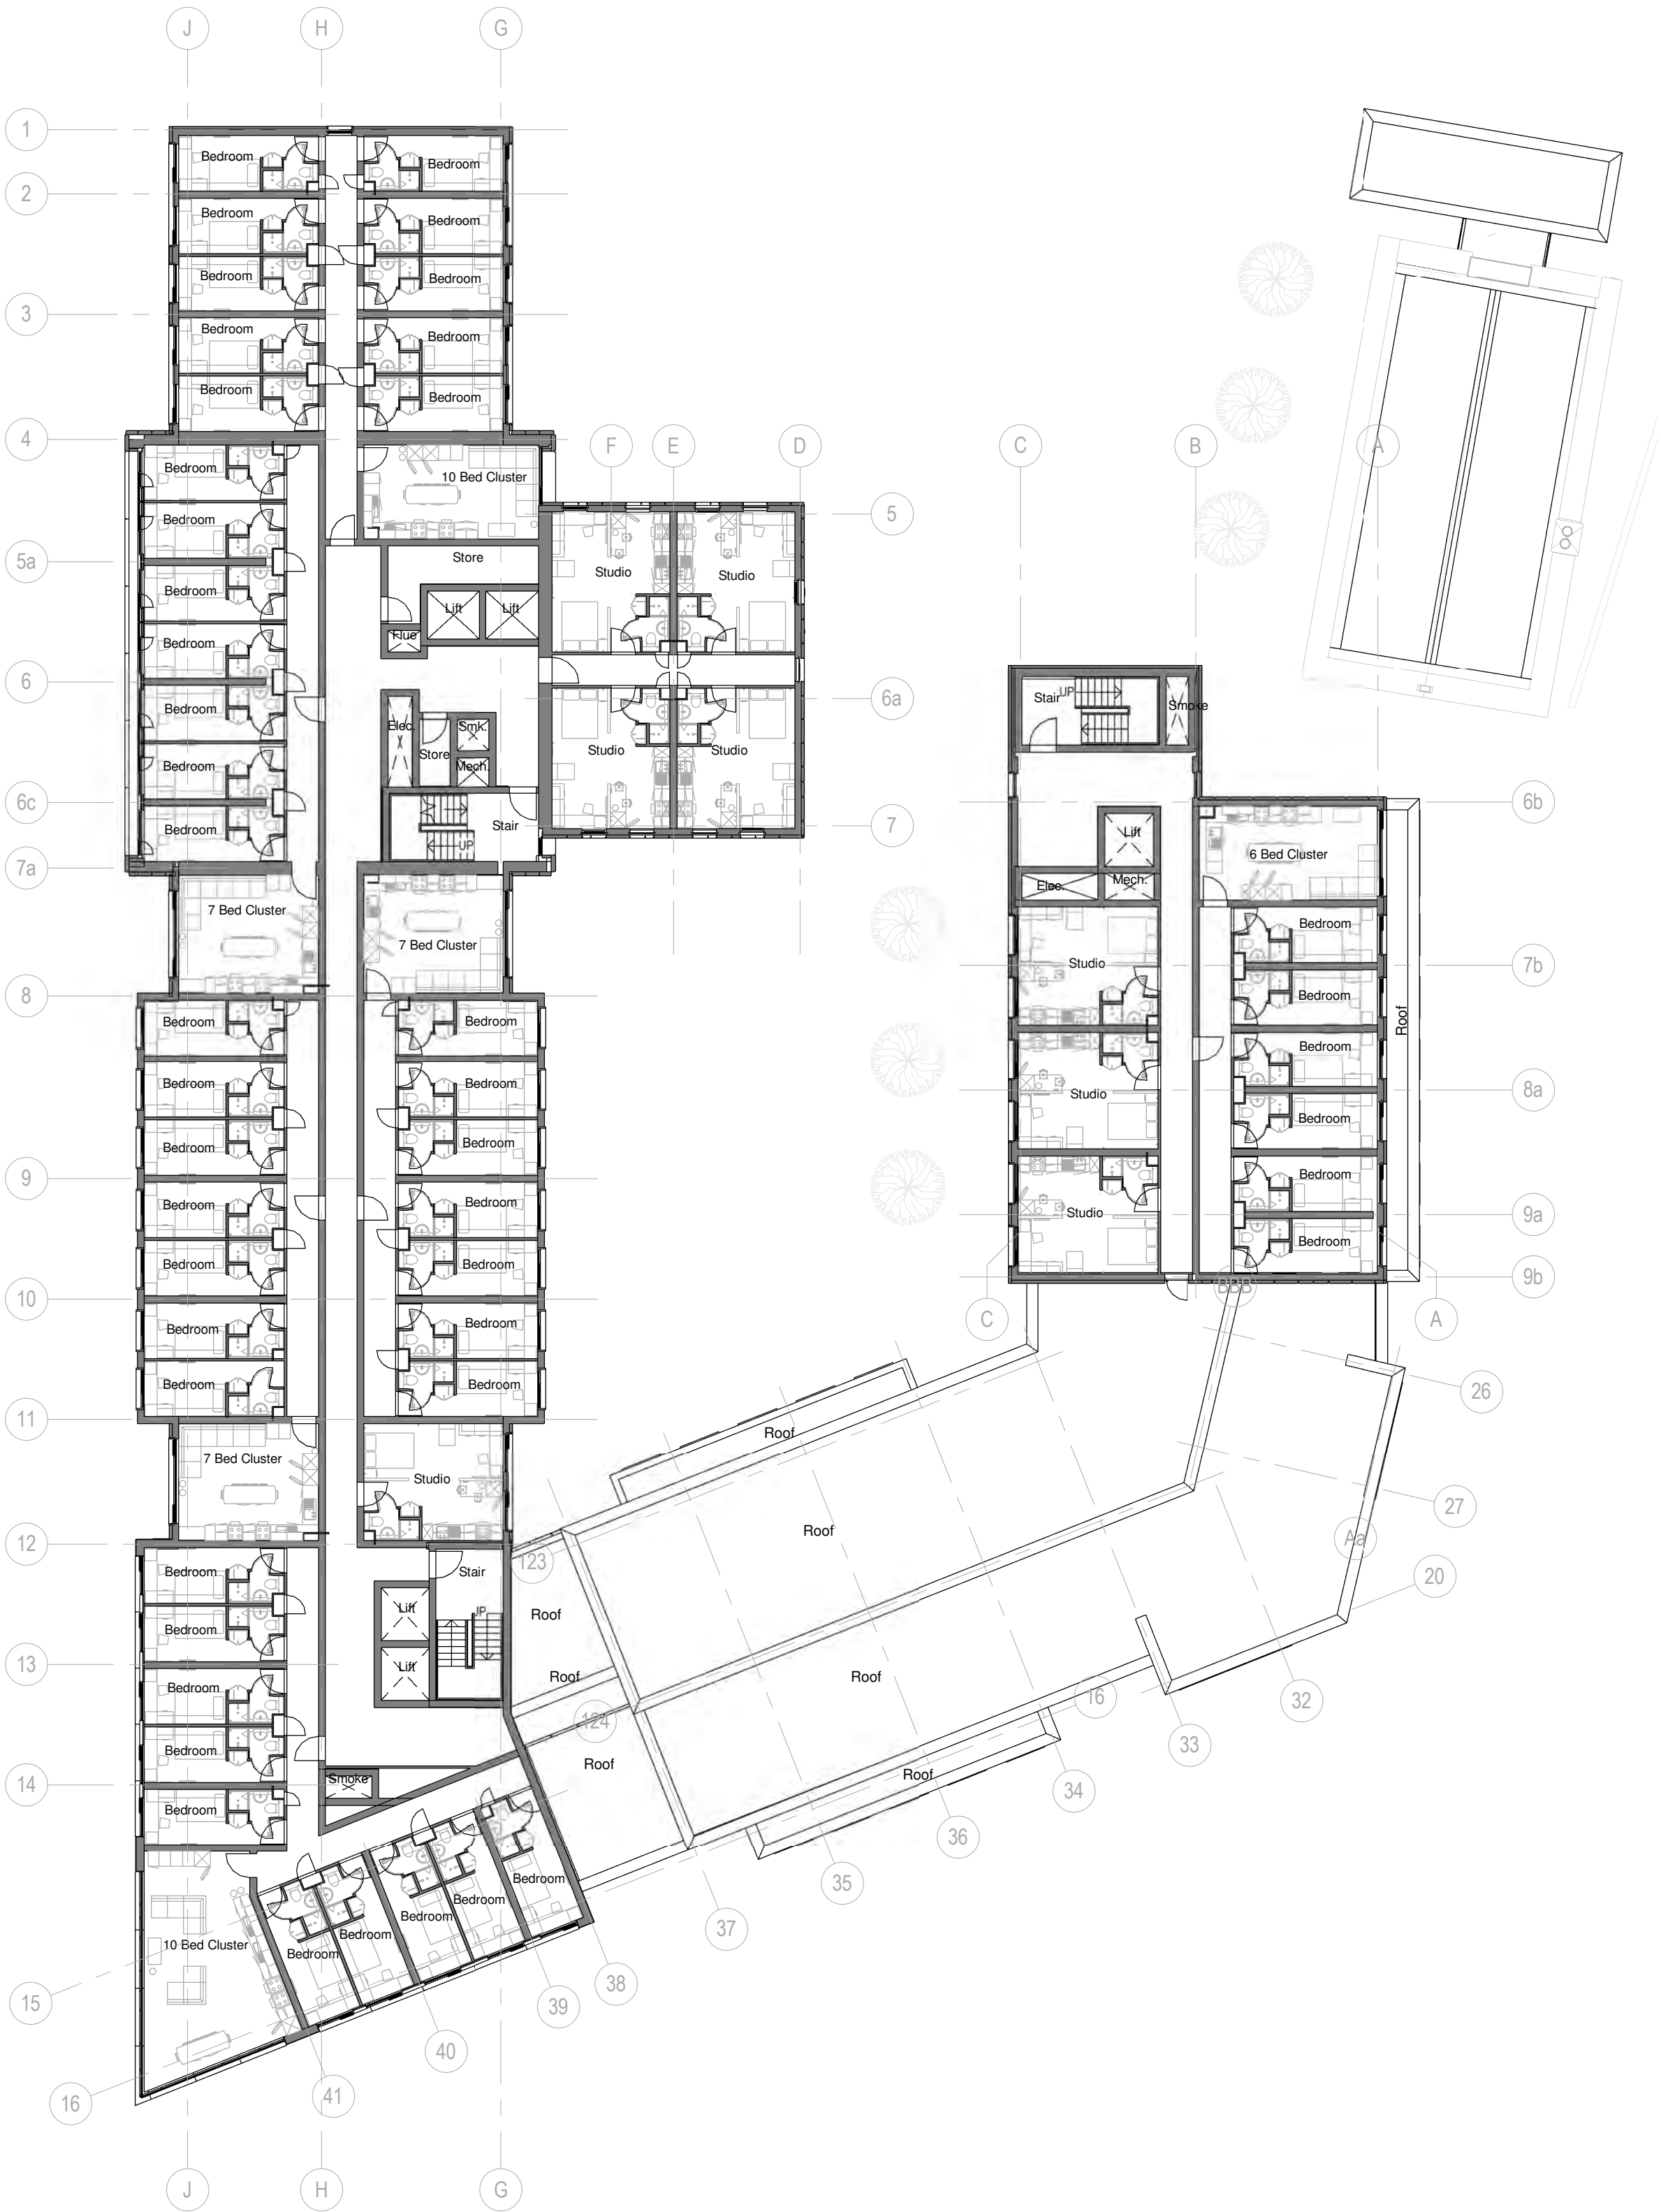 J
H
G
1
Bedroom
Bedroom
2
Bedroom
Bedroom
Bedroom
Bedroom
3
Bedroom
Bedroom
Bedroom
Bedroom
4
F
E
D
C
B
A
Bedroom
10 Bed Cluster
5
Bedroom
5a
Store
Studio
Studio
Bedroom
Lift
Lift
Flue
Bedroom
6
6a
Bedroom
Stair
UP
Smoke
Elec.
Smk.
Store
Studio
Studio
Bedroom
Mech.
6c
6b
Bedroom
Stair
7
Lift
UP
6 Bed Cluster
7a
Elec.
Mech.
7 Bed Cluster
7 Bed Cluster
Bedroom
Studio
7b
8
Bedroom
Bedroom
Bedroom
Roof
Bedroom
Bedroom
Bedroom
8a
Studio
Bedroom
Bedroom
Bedroom
9
Bedroom
Bedroom
Bedroom
Studio
9a
Bedroom
Bedroom
Bedroom
9b
BBB
10
Bedroom
Bedroom
C
A
Bedroom
Bedroom
26
11
Roof
7 Bed Cluster
Studio
27
Roof
12
123
Aa
Bedroom
Stair
20
Lift
UP
Roof
Bedroom
13
Lift
Roof
Roof
Bedroom
124
16
32
Bedroom
33
Roof
14
Smoke
Roof
34
Bedroom
36
Bedroom
35
Bedroom
Bedroom
37
10 Bed Cluster
Bedroom
Bedroom
38
15
39
40
16
41
J
H
G